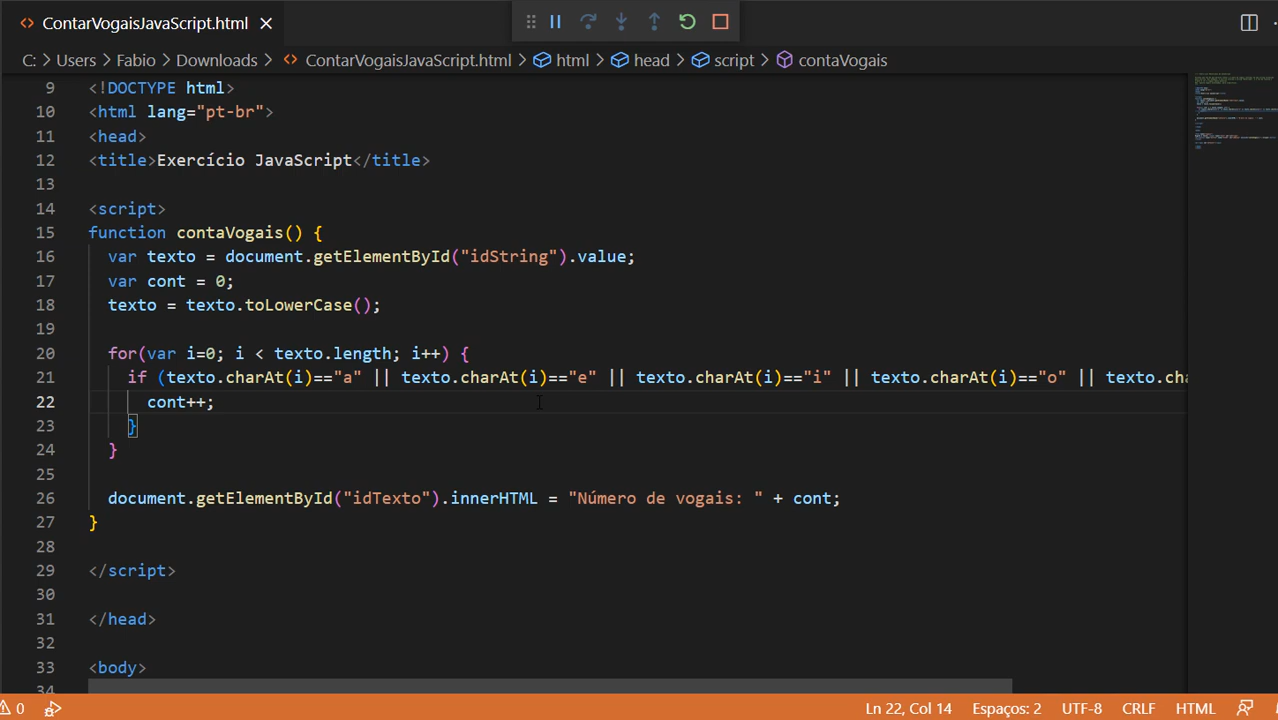 ContarVogaisJavaScript.html
C: > Users > Fabio > Downloads > ContarVogaisJavaScript.html > html > head > script > contaVogais
9 <!DOCTYPE html>
10 <html lang="pt-br">
11 <head>
12 <title>Exercício JavaScript</title>
13
14 <script>
15 function contaVogais() {
16 var texto = document.getElementById("idString").value;
17 var cont = 0;
18 texto = texto.toLowerCase();
19
20 for(var i=0; i < texto.length; i++) {
21 if (texto.charAt(i)=="a" || texto.charAt(i)=="e" || texto.charAt(i)=="i" || texto.charAt(i)=="o" || texto.cha
22 cont++;
23 }
24 }
25
26 document.getElementById("idTexto").innerHTML = "Número de vogais: " + cont;
27 }
28
29 </script>
30
31 </head>
32
33 <body>
34
0 Ln 22, Col 14 Espaços: 2 UTF-8 CRLF HTML